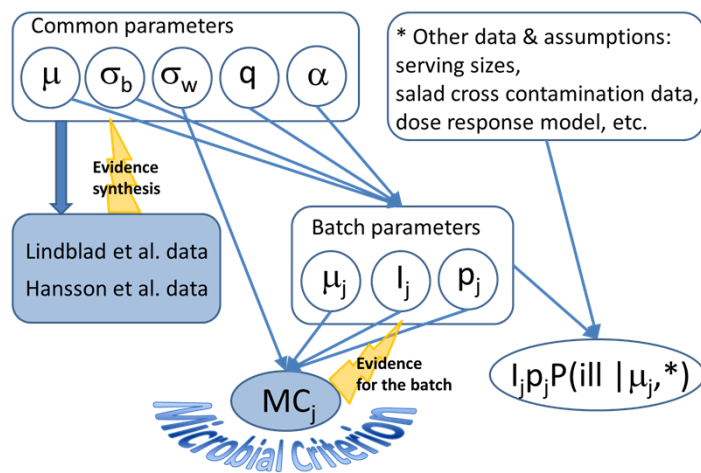 Common parameters
μ σb σw q α
* Other data & assumptions:
serving sizes,
salad cross contamination data,
dose response model, etc.
Evidence
synthesis
Lindblad et al. data
Hansson et al. data
Batch parameters
μj Ij pj
Evidence
for the batch
MCj
Microbial Criterion
IjpjP(ill | μj,*)